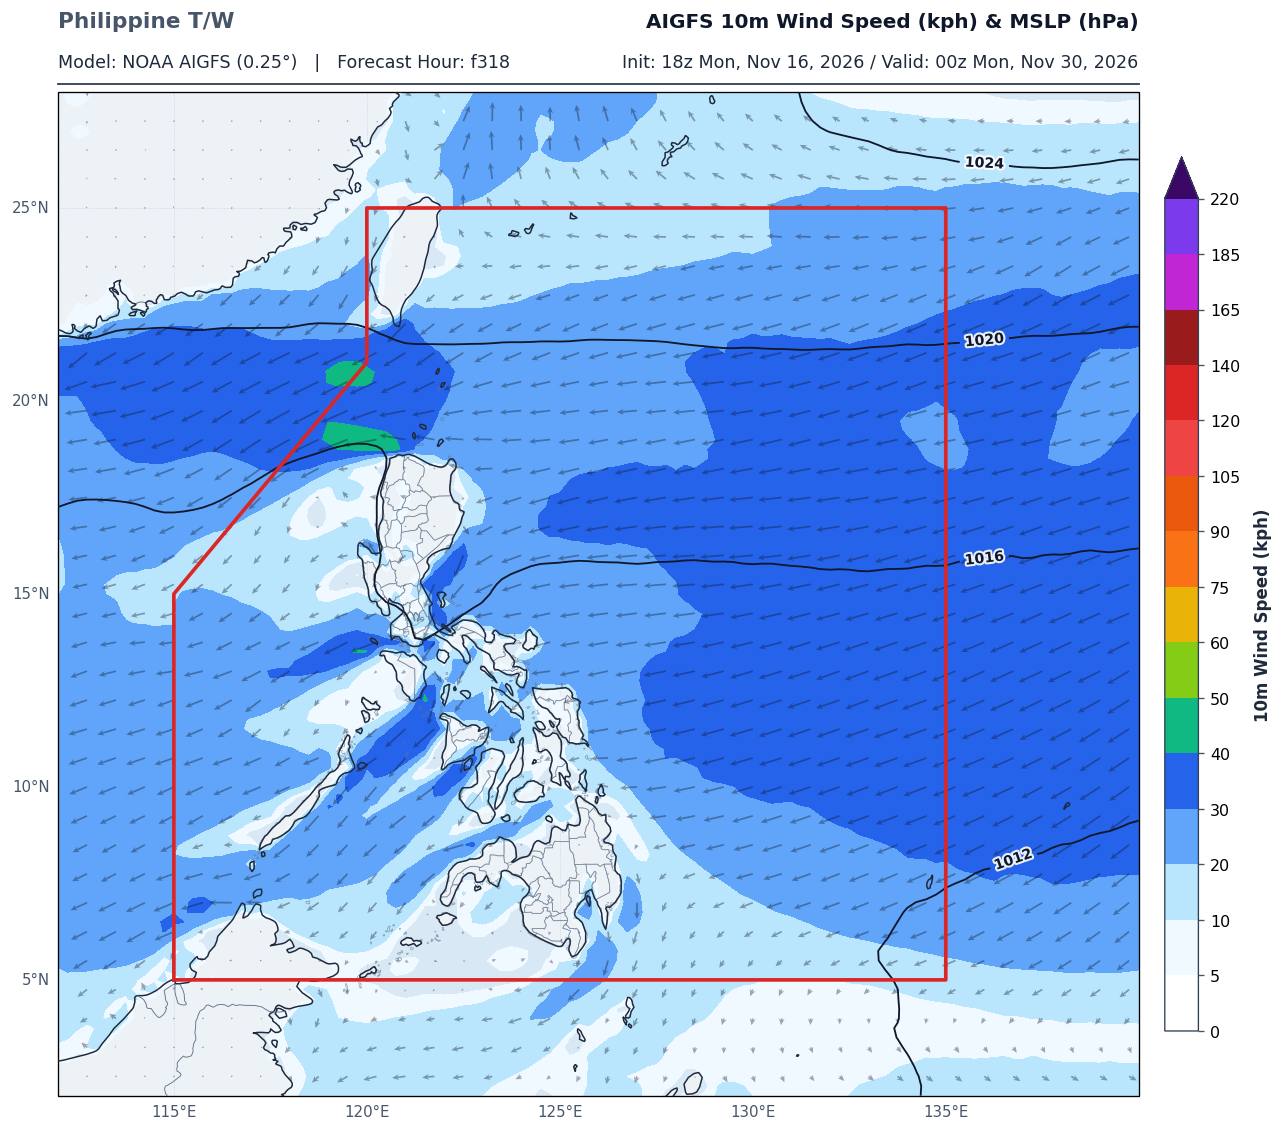 Philippine T/W
AIGFS 10m Wind Speed (kph) & MSLP (hPa)
Model: NOAA AIGFS (0.25°) | Forecast Hour: f318
Init: 18z Mon, Nov 16, 2026 / Valid: 00z Mon, Nov 30, 2026
1024
1020
1016
1012
25°N
20°N
15°N
10°N
5°N
115°E
120°E
125°E
130°E
135°E
220
185
165
140
120
105
90
75
60
50
40
30
20
10
5
0
10m Wind Speed (kph)